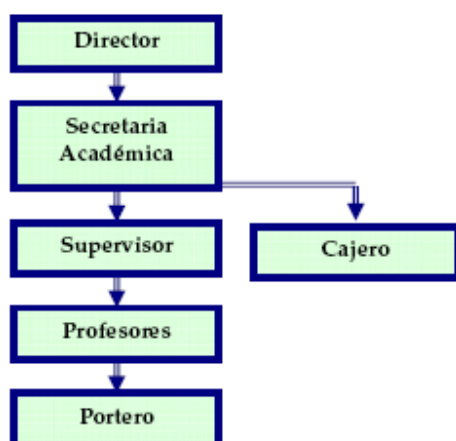 Director
Secretaria
Académica
Supervisor
Cajero
Profesores
Portero